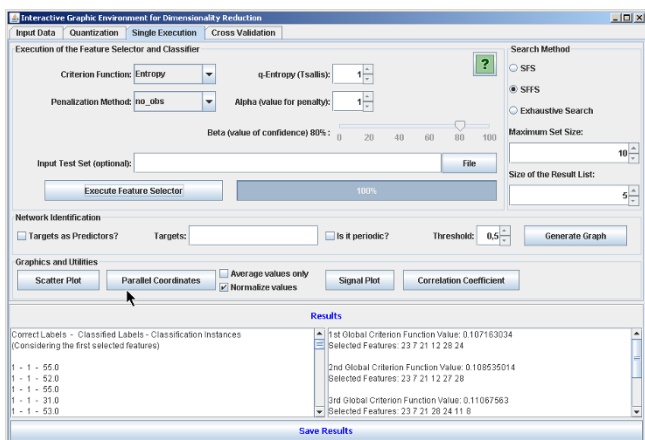 Interactive Graphic Environment for Dimensionality Reduction
Input Data Quantization Single Execution Cross Validation
Execution of the Feature Selector and Classifier
Criterion Function: Entropy q-Entropy (Tsallis): 1 ?
Penalization Method: no_obs Alpha (value for penalty): 1
Beta (value of confidence) 80% : 0 20 40 60 80 100
Input Test Set (optional): File
Execute Feature Selector 100%
Search Method
SFS
SFFS
Exhaustive Search
Maximum Set Size:
10
Size of the Result List:
5
Network Identification
Targets as Predictors? Targets: Is it periodic? Threshold: 0,5 Generate Graph
Graphics and Utilities
Scatter Plot Parallel Coordinates Average values only Signal Plot Correlation Coefficient
Normalize values
Results
Correct Labels - Classified Labels - Classification Instances
(Considering the first selected features)
1 - 1 - 55.0
1 - 1 - 52.0
1 - 1 - 55.0
1 - 1 - 31.0
1 - 1 - 53.0
1st Global Criterion Function Value: 0.107163034
Selected Features: 23 7 21 12 28 24
2nd Global Criterion Function Value: 0.108535014
Selected Features: 23 7 21 12 27 28
3rd Global Criterion Function Value: 0.11067563
Selected Features: 23 7 21 28 24 11 8
Save Results